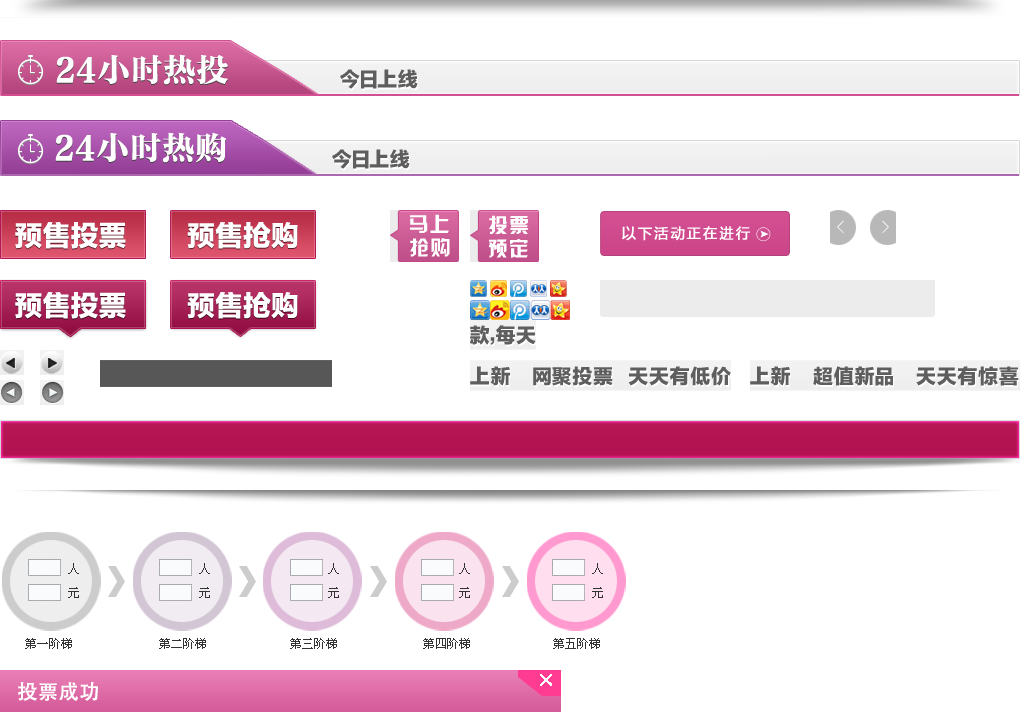 24小时热投
今日上线
24小时热购
今日上线
预售投票
预售抢购
马上
抢购
投票
预定
以下活动正在进行
预售投票
预售抢购
款,每天
上新 网聚投票 天天有低价
上新 超值新品 天天有惊喜
人
元
人
元
人
元
人
元
人
元
第一阶梯
第二阶梯
第三阶梯
第四阶梯
第五阶梯
投票成功